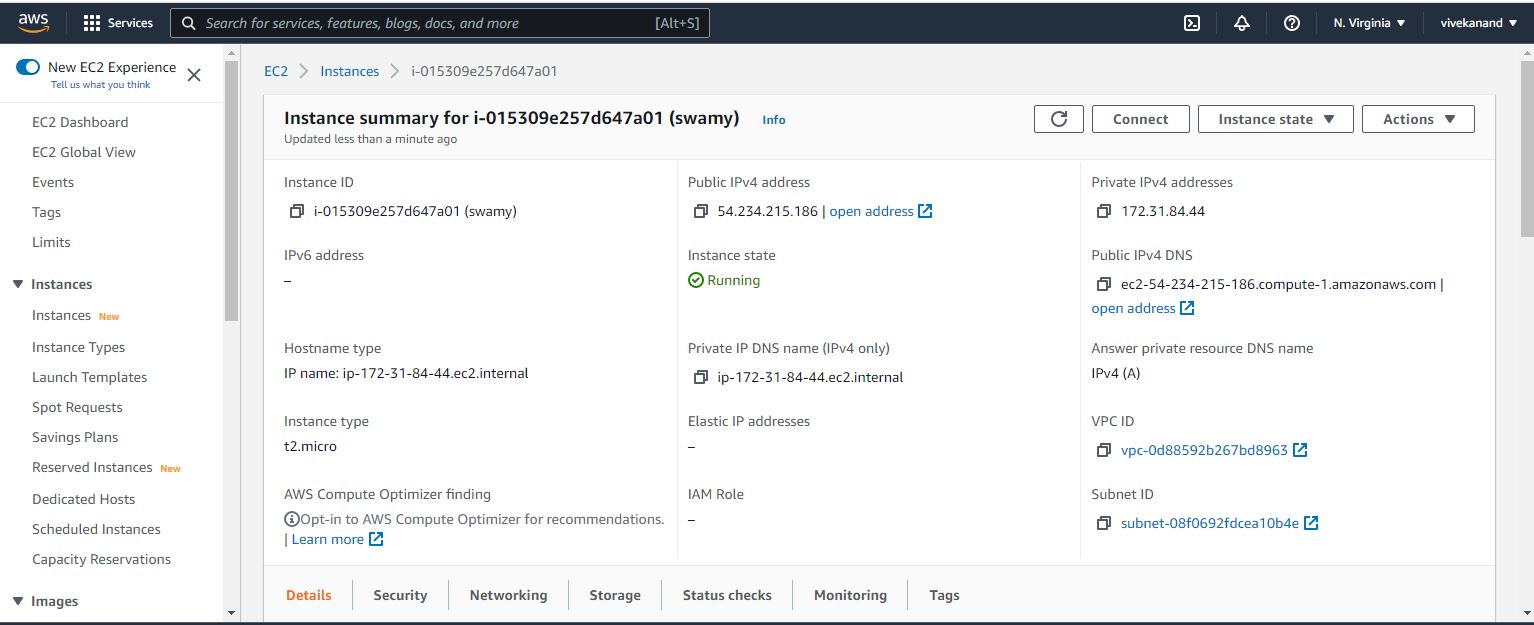 aws
Services
Search for services, features, blogs, docs, and more [Alt+S]
N. Virginia
vivekanand
New EC2 Experience
Tell us what you think
EC2 Dashboard
EC2 Global View
Events
Tags
Limits
Instances
Instances New
Instance Types
Launch Templates
Spot Requests
Savings Plans
Reserved Instances New
Dedicated Hosts
Scheduled Instances
Capacity Reservations
Images
EC2 > Instances > i-015309e257d647a01
Instance summary for i-015309e257d647a01 (swamy) Info
Updated less than a minute ago
Connect
Instance state
Actions
Instance ID
i-015309e257d647a01 (swamy)
Public IPv4 address
54.234.215.186 | open address
Private IPv4 addresses
172.31.84.44
IPv6 address
–
Instance state
Running
Public IPv4 DNS
ec2-54-234-215-186.compute-1.amazonaws.com |
open address
Hostname type
IP name: ip-172-31-84-44.ec2.internal
Private IP DNS name (IPv4 only)
ip-172-31-84-44.ec2.internal
Answer private resource DNS name
IPv4 (A)
Instance type
t2.micro
Elastic IP addresses
–
VPC ID
vpc-0d88592b267bd8963
AWS Compute Optimizer finding
Opt-in to AWS Compute Optimizer for recommendations.
| Learn more
IAM Role
–
Subnet ID
subnet-08f0692fdcea10b4e
Details
Security
Networking
Storage
Status checks
Monitoring
Tags